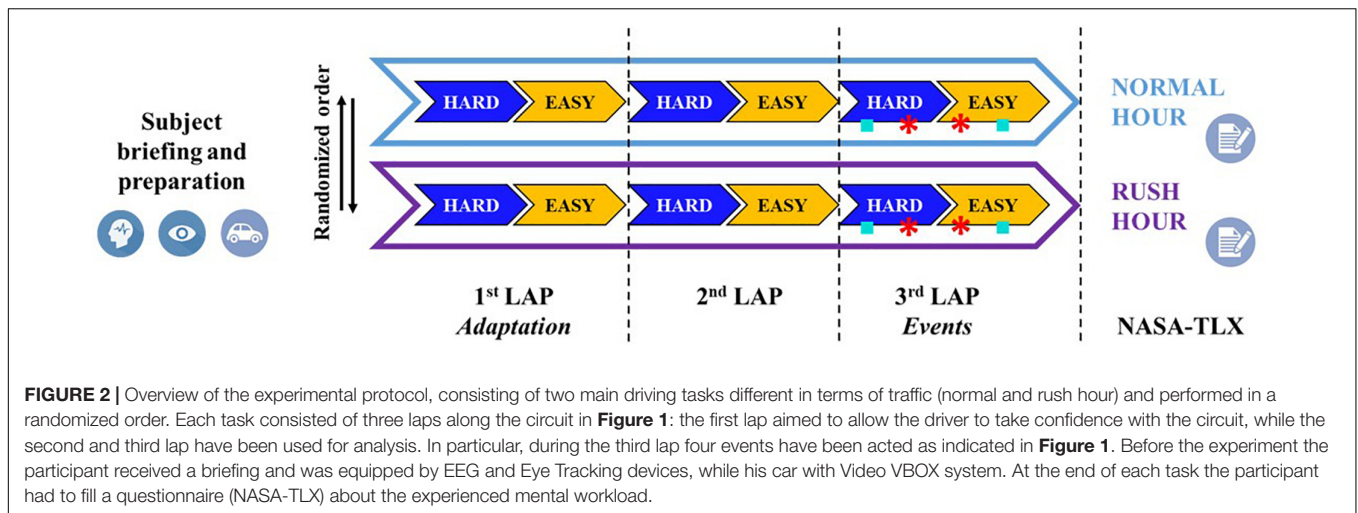 Subject
briefing and
preparation
Randomized order
HARD EASY HARD EASY HARD EASY
NORMAL
HOUR
HARD EASY HARD EASY HARD EASY
RUSH
HOUR
1st LAP
Adaptation
2nd LAP
3rd LAP
Events
NASA-TLX
FIGURE 2 | Overview of the experimental protocol, consisting of two main driving tasks different in terms of traffic (normal and rush hour) and performed in a
randomized order. Each task consisted of three laps along the circuit in Figure 1: the first lap aimed to allow the driver to take confidence with the circuit, while the
second and third lap have been used for analysis. In particular, during the third lap four events have been acted as indicated in Figure 1. Before the experiment the
participant received a briefing and was equipped by EEG and Eye Tracking devices, while his car with Video VBOX system. At the end of each task the participant
had to fill a questionnaire (NASA-TLX) about the experienced mental workload.